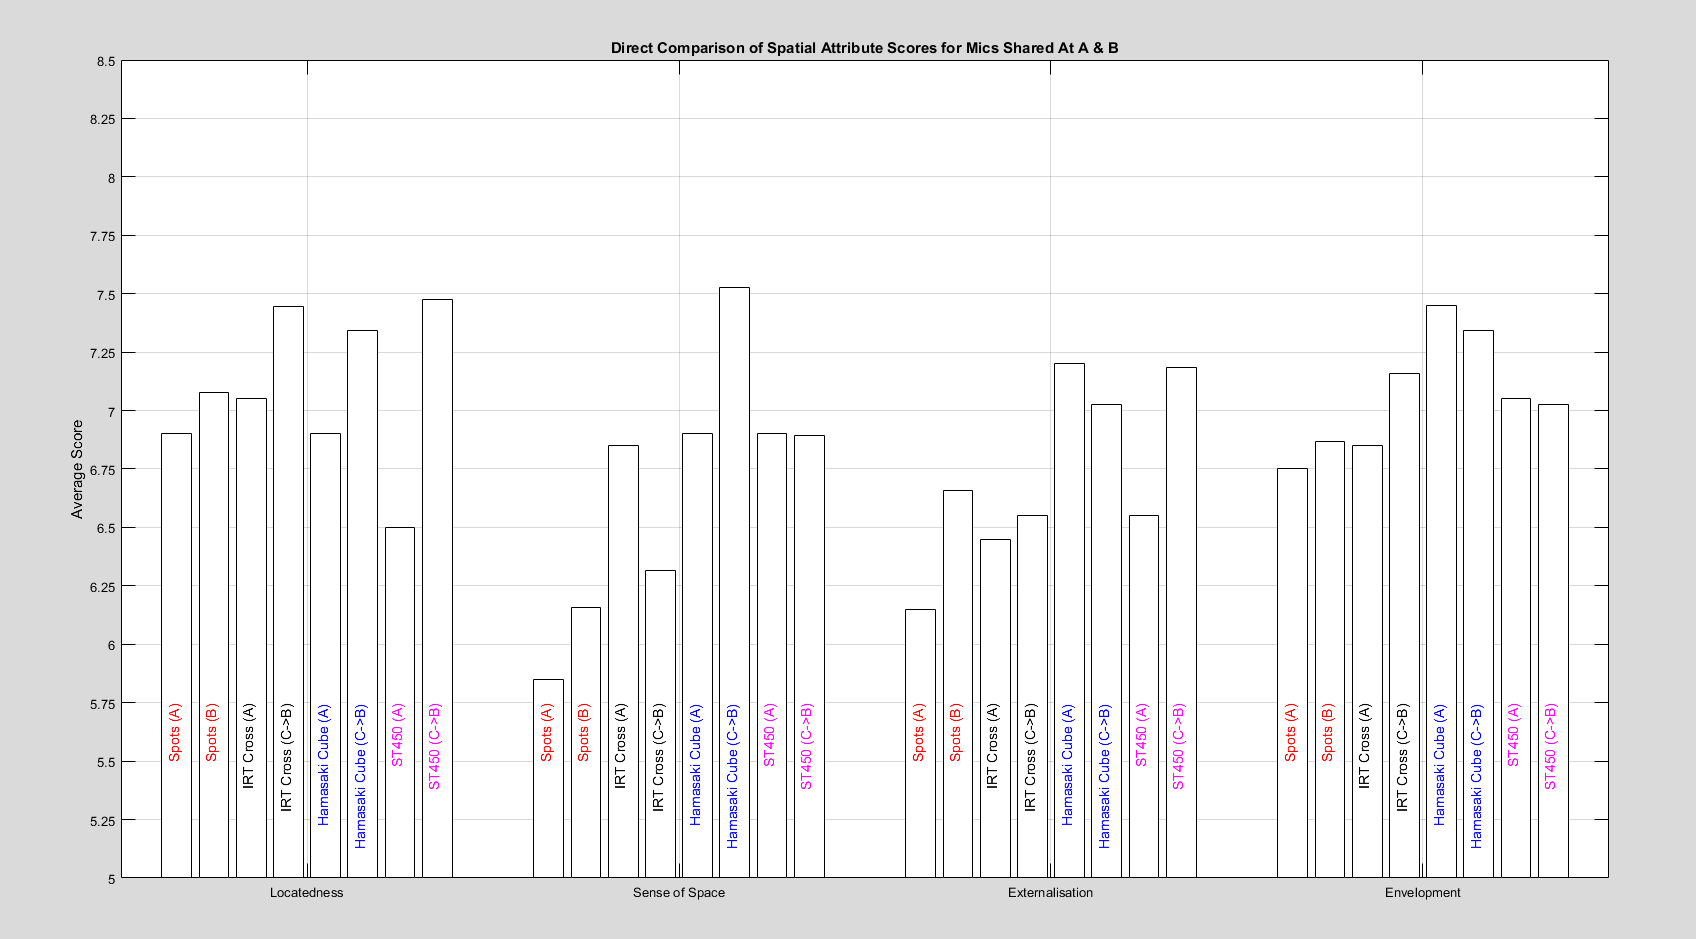 Direct Comparison of Spatial Attribute Scores for Mics Shared At A & B
Average Score
8.5
8.25
8
7.75
7.5
7.25
7
6.75
6.5
6.25
6
5.75
5.5
5.25
5
Spots (A)
Spots (B)
IRT Cross (A)
IRT Cross (C->B)
Hamasaki Cube (A)
Hamasaki Cube (C->B)
ST450 (A)
ST450 (C->B)
Spots (A)
Spots (B)
IRT Cross (A)
IRT Cross (C->B)
Hamasaki Cube (A)
Hamasaki Cube (C->B)
ST450 (A)
ST450 (C->B)
Spots (A)
Spots (B)
IRT Cross (A)
IRT Cross (C->B)
Hamasaki Cube (A)
Hamasaki Cube (C->B)
ST450 (A)
ST450 (C->B)
Spots (A)
Spots (B)
IRT Cross (A)
IRT Cross (C->B)
Hamasaki Cube (A)
Hamasaki Cube (C->B)
ST450 (A)
ST450 (C->B)
Locatedness
Sense of Space
Externalisation
Envelopment